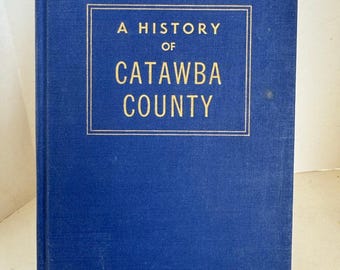 A HISTORY
OF
CATAWBA
COUNTY